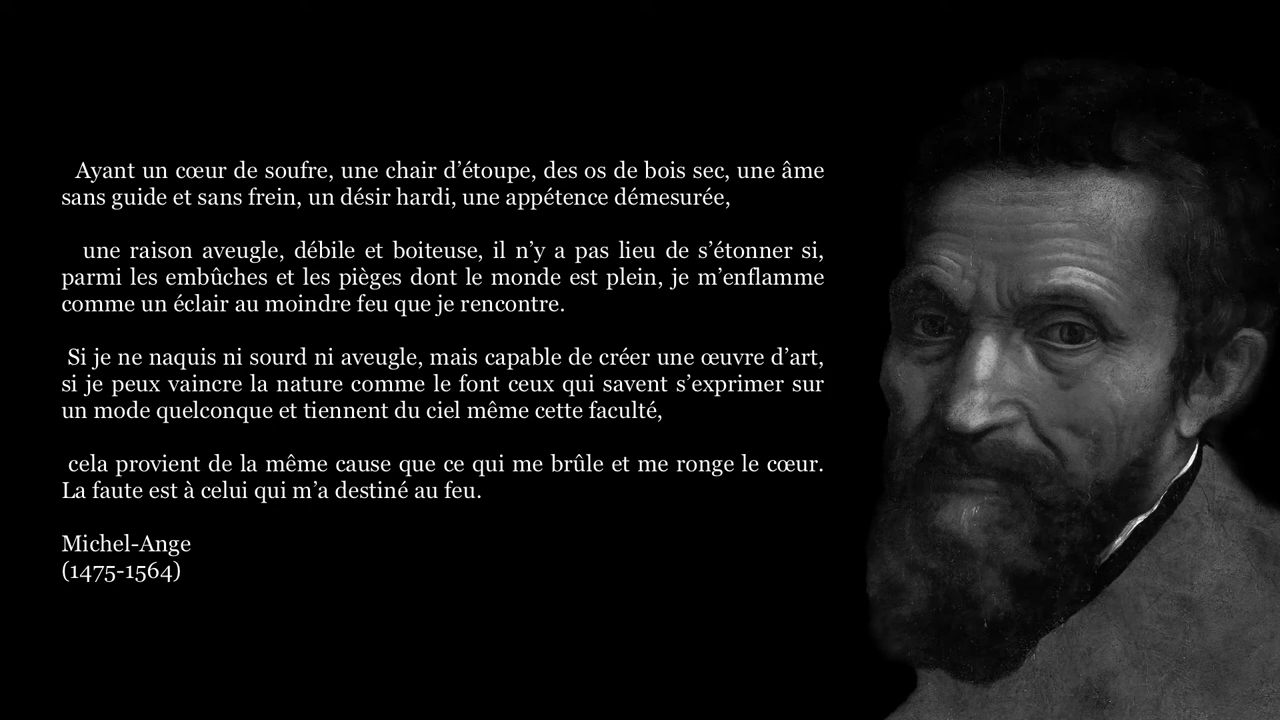 Ayant un cœur de soufre, une chair d’étoupe, des os de bois sec, une âme
sans guide et sans frein, un désir hardi, une appétence démesurée,
une raison aveugle, débile et boiteuse, il n’y a pas lieu de s’étonner si,
parmi les embûches et les pièges dont le monde est plein, je m’enflamme
comme un éclair au moindre feu que je rencontre.
Si je ne naquis ni sourd ni aveugle, mais capable de créer une œuvre d’art,
si je peux vaincre la nature comme le font ceux qui savent s’exprimer sur
un mode quelconque et tiennent du ciel même cette faculté,
cela provient de la même cause que ce qui me brûle et me ronge le cœur.
La faute est à celui qui m’a destiné au feu.
Michel-Ange
(1475-1564)